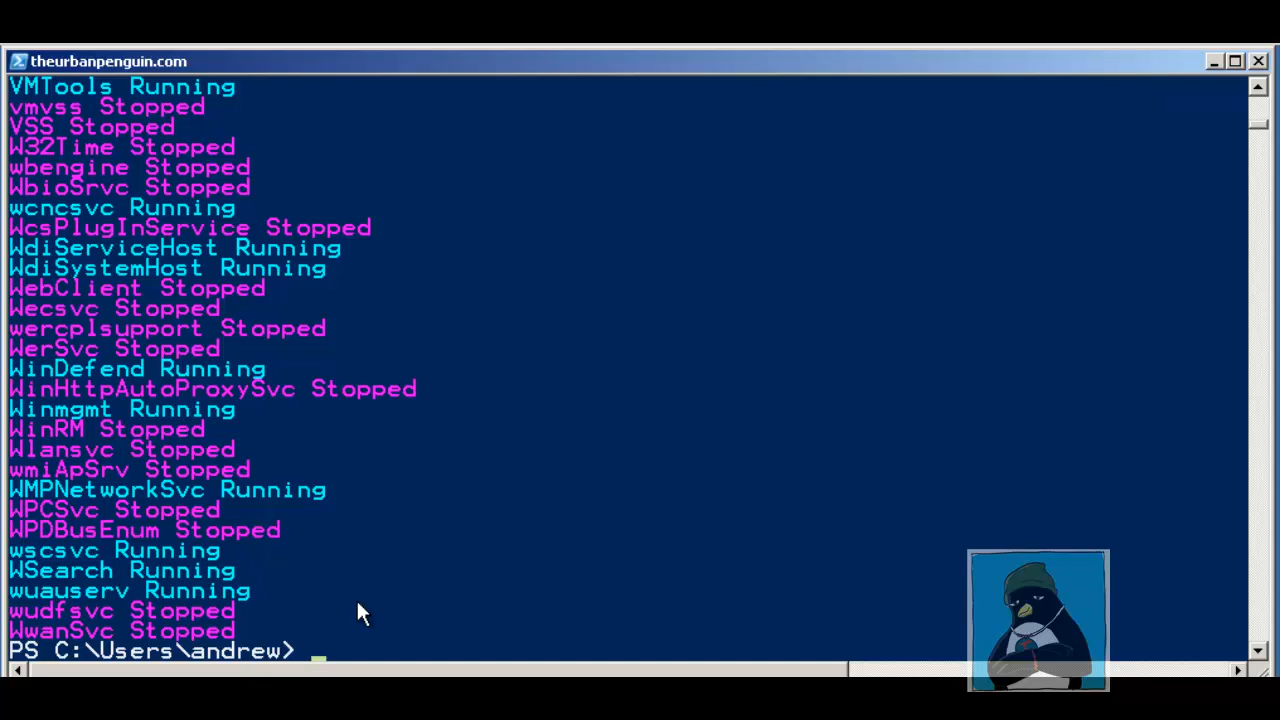 theurbanpenguin.com
VMTools Running
vmvss Stopped
VSS Stopped
W32Time Stopped
wbengine Stopped
WbioSrvc Stopped
wcncsvc Running
WcsPlugInService Stopped
WdiServiceHost Running
WdiSystemHost Running
WebClient Stopped
Wecsvc Stopped
wercplsupport Stopped
WerSvc Stopped
WinDefend Running
WinHttpAutoProxySvc Stopped
Winmgmt Running
WinRM Stopped
Wlansvc Stopped
wmiApSrv Stopped
WMPNetworkSvc Running
WPCSvc Stopped
WPDBusEnum Stopped
wscsvc Running
WSearch Running
wuauserv Running
wudfsvc Stopped
WwanSvc Stopped
PS C:\Users\andrew>